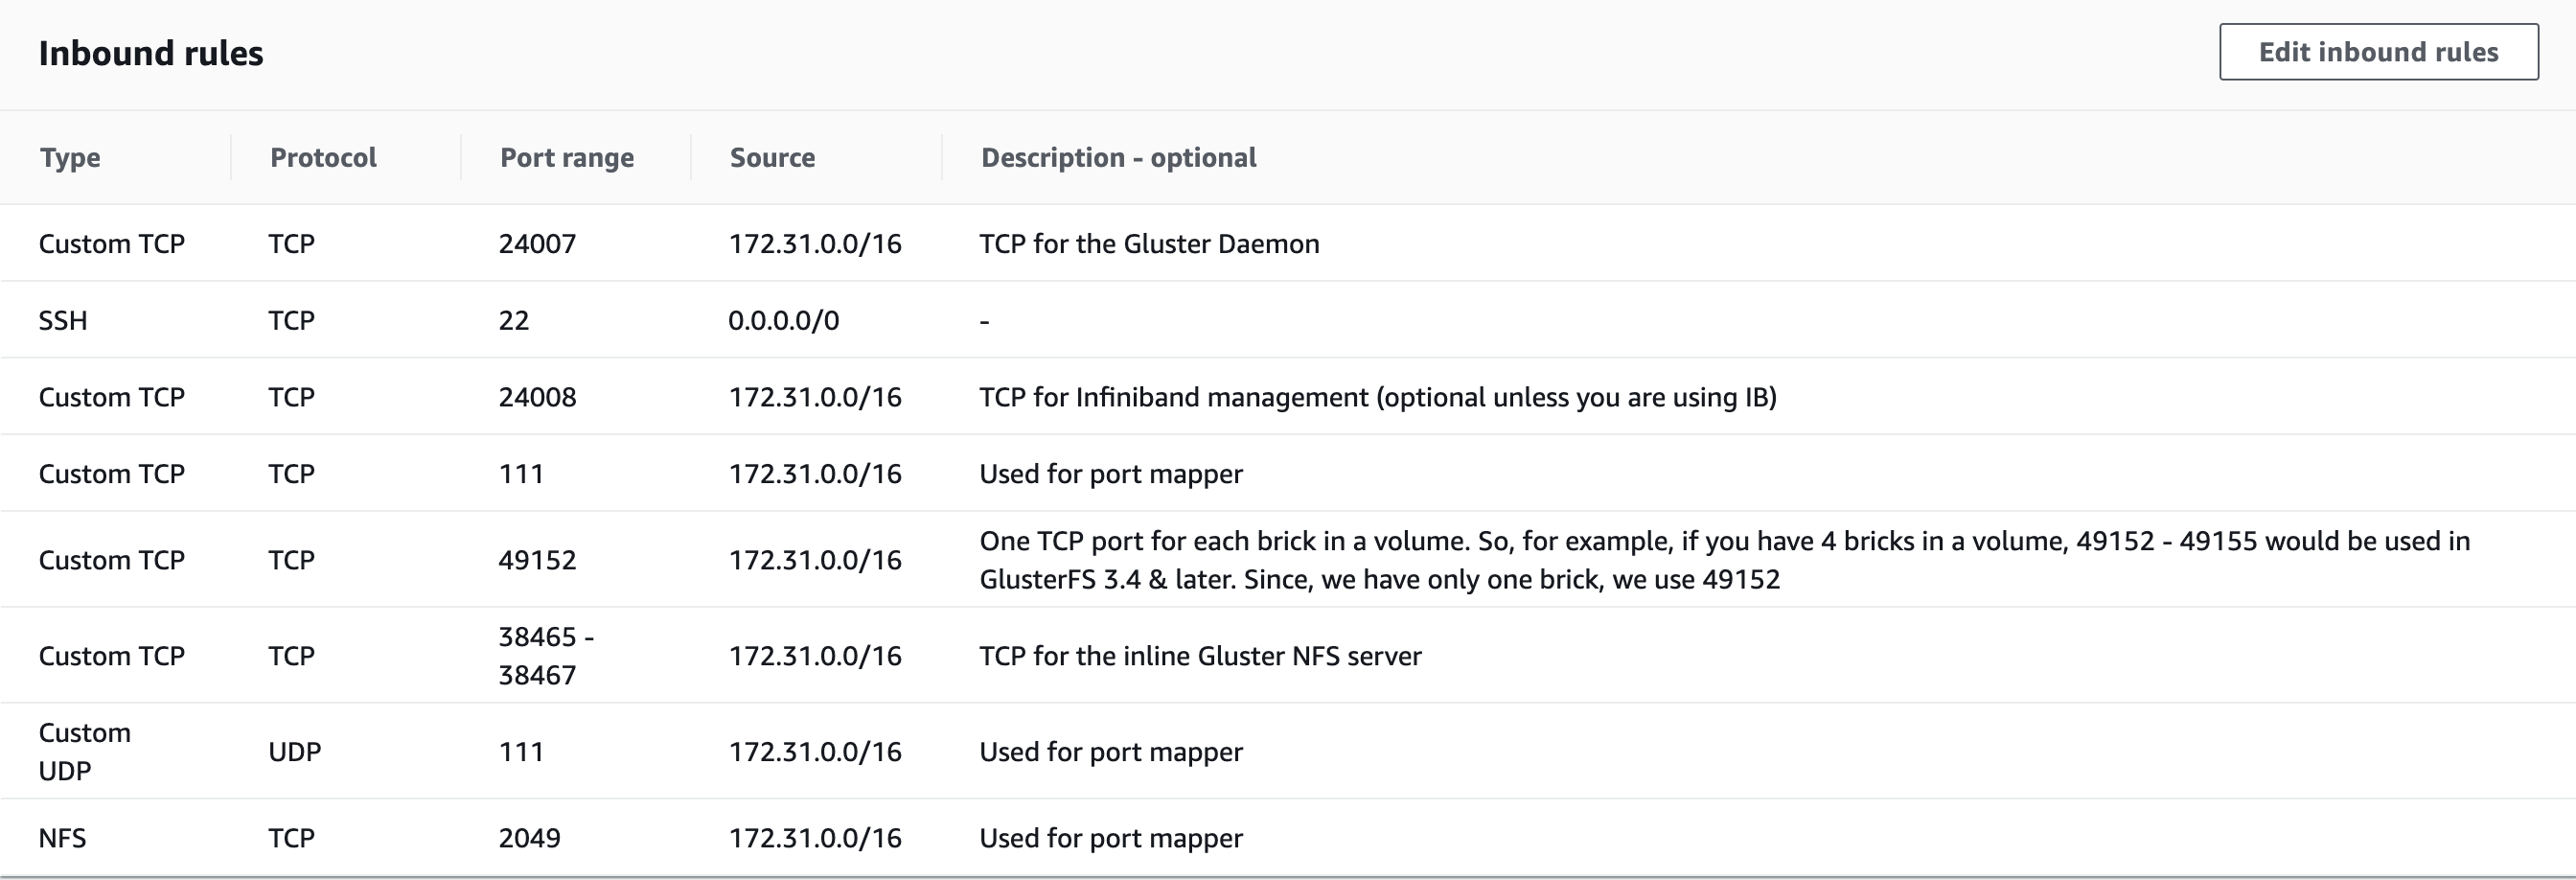 Inbound rules
Edit inbound rules
Type Protocol Port range Source Description - optional
Custom TCP TCP 24007 172.31.0.0/16 TCP for the Gluster Daemon
SSH TCP 22 0.0.0.0/0 -
Custom TCP TCP 24008 172.31.0.0/16 TCP for Infiniband management (optional unless you are using IB)
Custom TCP TCP 111 172.31.0.0/16 Used for port mapper
Custom TCP TCP 49152 172.31.0.0/16 One TCP port for each brick in a volume. So, for example, if you have 4 bricks in a volume, 49152 - 49155 would be used in
GlusterFS 3.4 & later. Since, we have only one brick, we use 49152
Custom TCP TCP 38465 -
38467 172.31.0.0/16 TCP for the inline Gluster NFS server
Custom
UDP UDP 111 172.31.0.0/16 Used for port mapper
NFS TCP 2049 172.31.0.0/16 Used for port mapper